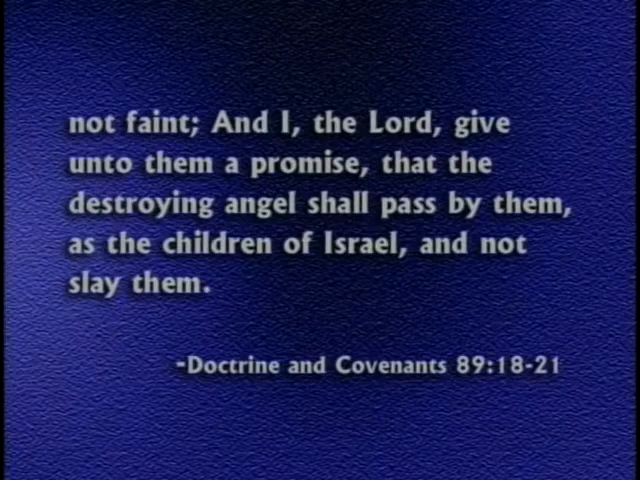 not faint; And I, the Lord, give
unto them a promise, that the
destroying angel shall pass by them,
as the children of Israel, and not
slay them.
-Doctrine and Covenants 89:18-21